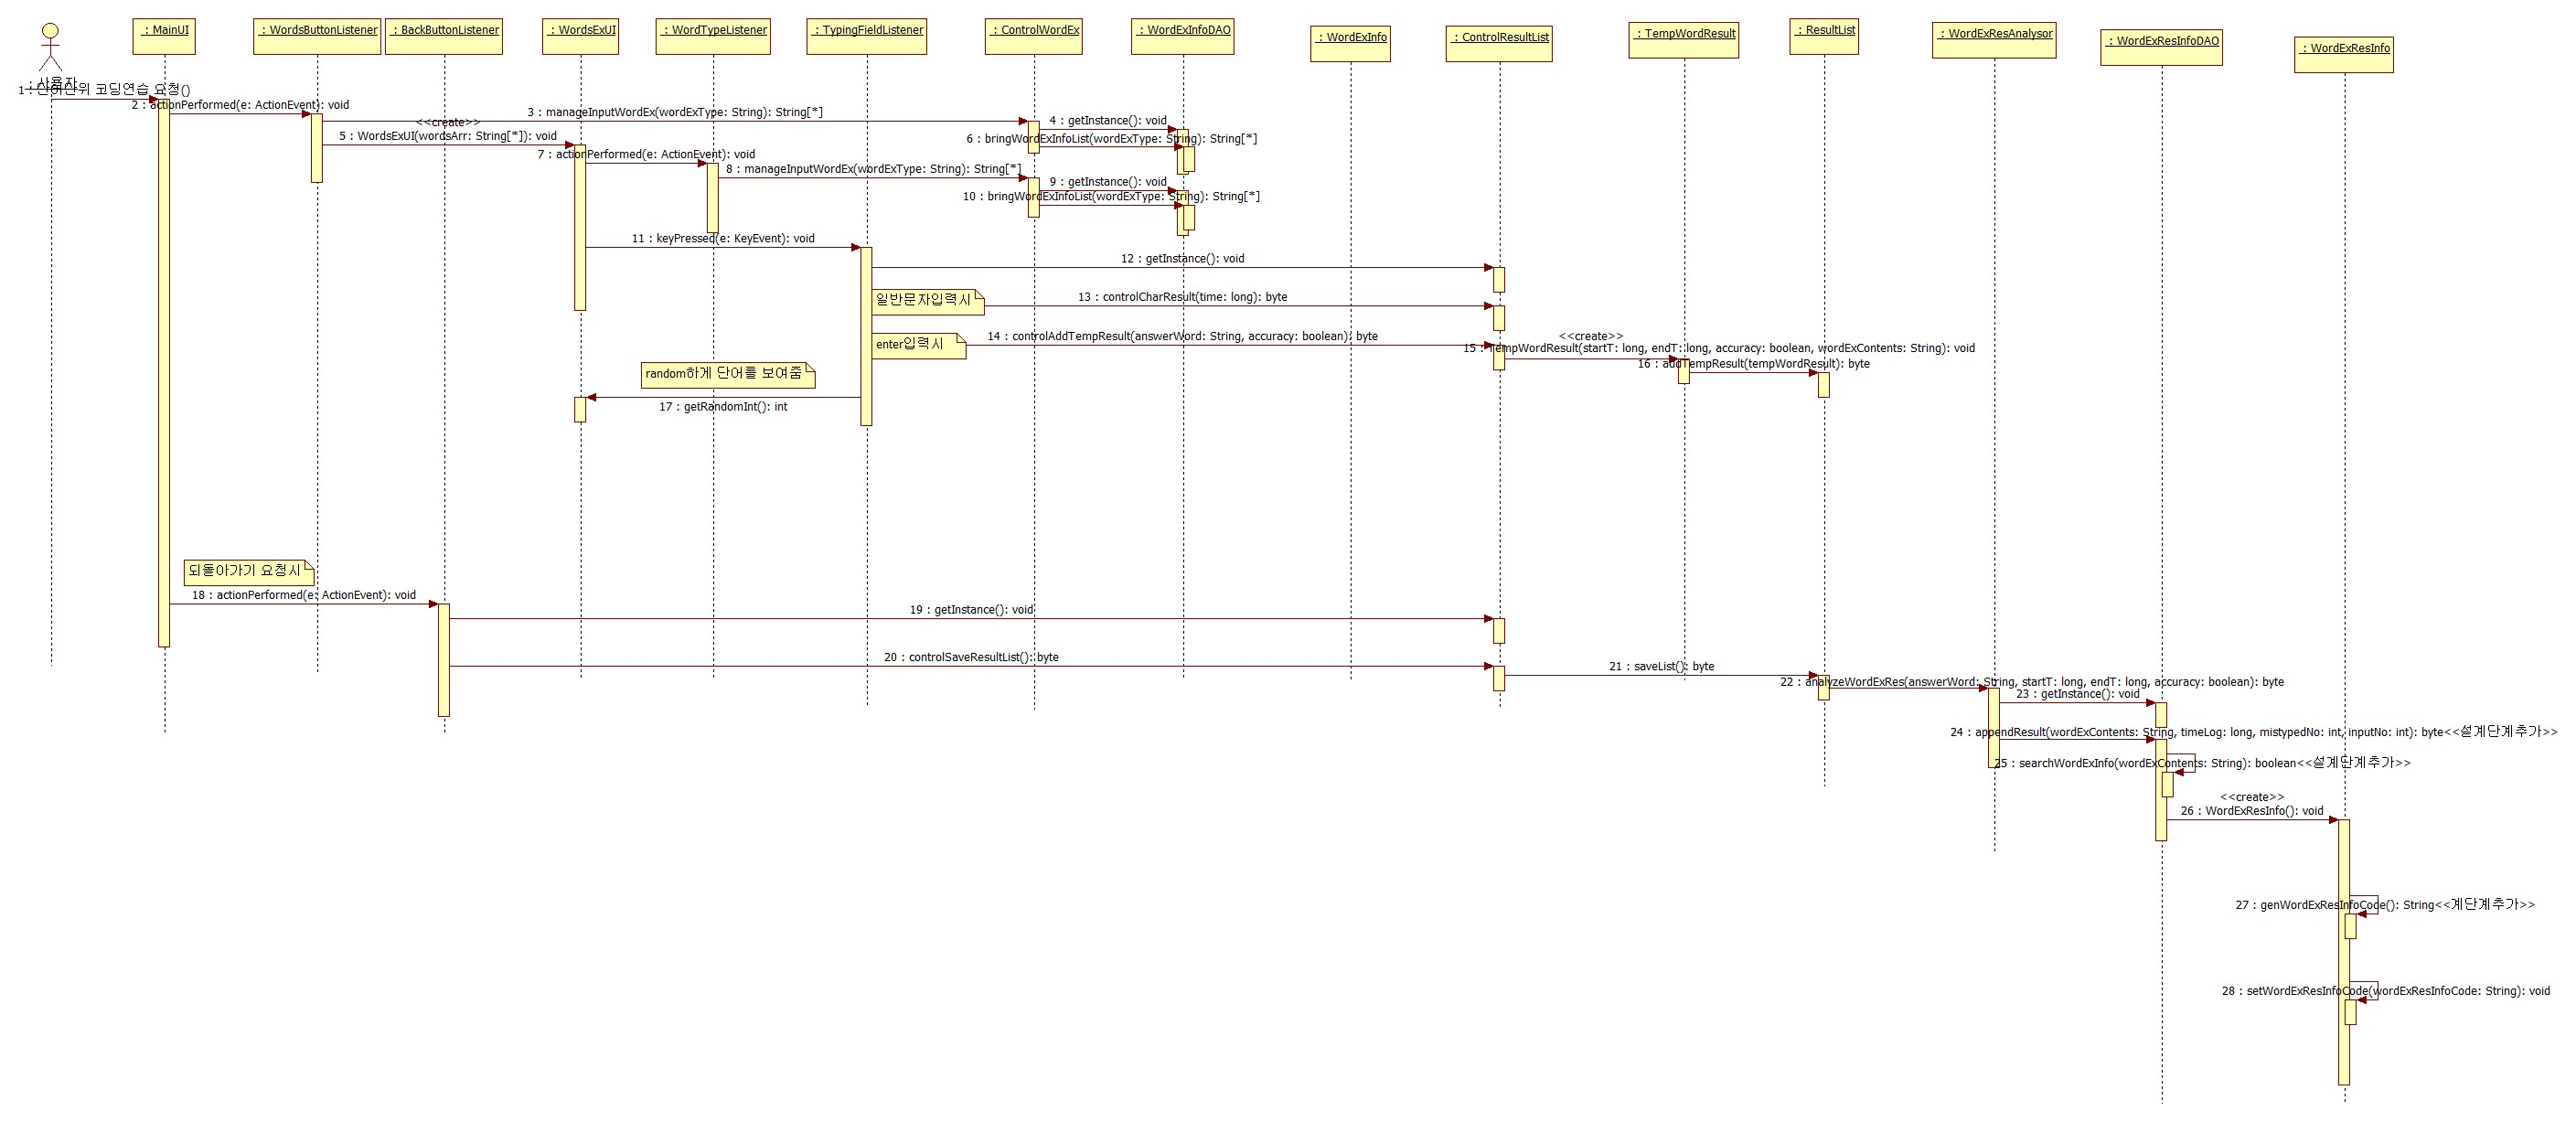 : MainUI
: WordsButtonListener
: BackButtonListener
: WordsExUI
: WordTypeListener
: TypingFieldListener
: ControlWordEx
: WordExInfoDAO
: WordExInfo
: ControlResultList
: TempWordResult
: ResultList
: WordExResAnalysor
: WordExResInfoDAO
: WordExResInfo
: 사용자
1 : 단어단위 코딩연습 요청()
2 : actionPerformed(e: ActionEvent): void
3 : manageInputWordEx(wordExType: String): String[*]
4 : getInstance(): void
<<create>>
5 : WordsExUI(wordsArr: String[*]): void
6 : bringWordExInfoList(wordExType: String): String[*]
7 : actionPerformed(e: ActionEvent): void
8 : manageInputWordEx(wordExType: String): String[*]
9 : getInstance(): void
10 : bringWordExInfoList(wordExType: String): String[*]
11 : keyPressed(e: KeyEvent): void
12 : getInstance(): void
일반문자입력시
13 : controlCharResult(time: long): byte
enter입력시
14 : controlAddTempResult(answerWord: String, accuracy: boolean): byte
<<create>>
15 : TempWordResult(startT: long, endT: long, accuracy: boolean, wordExContents: String): void
16 : addTempResult(tempWordResult): byte
random하게 단어를 보여줌
17 : getRandomInt(): int
되돌아가기 요청시
18 : actionPerformed(e: ActionEvent): void
19 : getInstance(): void
20 : controlSaveResultList(): byte
21 : saveList(): byte
22 : analyzeWordExRes(answerWord: String, startT: long, endT: long, accuracy: boolean): byte
23 : getInstance(): void
24 : appendResult(wordExContents: String, timeLog: long, mistypedNo: int, inputNo: int): byte<<설계단계추가>>
25 : searchWordExInfo(wordExContents: String): boolean<<설계단계추가>>
<<create>>
26 : WordExResInfo(): void
27 : genWordExResInfoCode(): String<<계단계추가>>
28 : setWordExResInfoCode(wordExResInfoCode: String): void